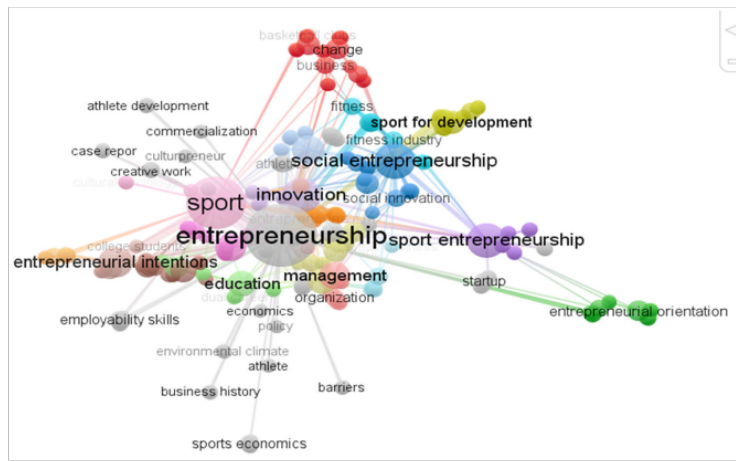 basketball clubs
change
business
athlete development
fitness
sport for development
commercialization
fitness industry
case repor
culturpreneur
athlete
social entrepreneurship
creative work
innovation
social innovation
sport
entrepreneurship
sport entrepreneurship
college students
entrepreneurial intentions
education
management
startup
organization
economics
entrepreneurial orientation
employability skills
policy
environmental climate
athlete
business history
barriers
sports economics